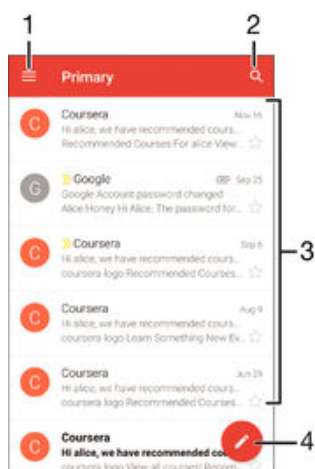 1
2
Primary
Coursera Nov 16
Hi alice, we have recommended cours...
Recommended Courses For alice View...
Google Sep 25
Google Account password changed
Alice Honey Hi Alice, The password for...
Coursera Sep 6
Hi alice, we have recommended cours...
coursera logo Recommended Courses...
3
Coursera Aug 9
Hi alice, we have recommended cours...
coursera logo Learn Something New Ev...
Coursera Jun 29
Hi alice, we have recommended cours...
coursera logo Recommended Courses...
4
Coursera
Hi alice, we have recommended cou
coursera logo View all courses!
C
G
C
C
C
C